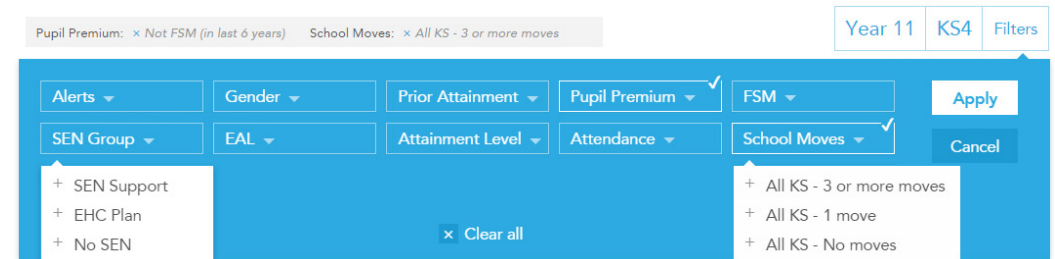 Pupil Premium: × Not FSM (in last 6 years) School Moves: × All KS - 3 or more moves
Year 11 KS4 Filters
Alerts Gender Prior Attainment Pupil Premium FSM Apply
SEN Group EAL Attainment Level Attendance School Moves Cancel
+ SEN Support
+ EHC Plan
+ No SEN
× Clear all
+ All KS - 3 or more moves
+ All KS - 1 move
+ All KS - No moves